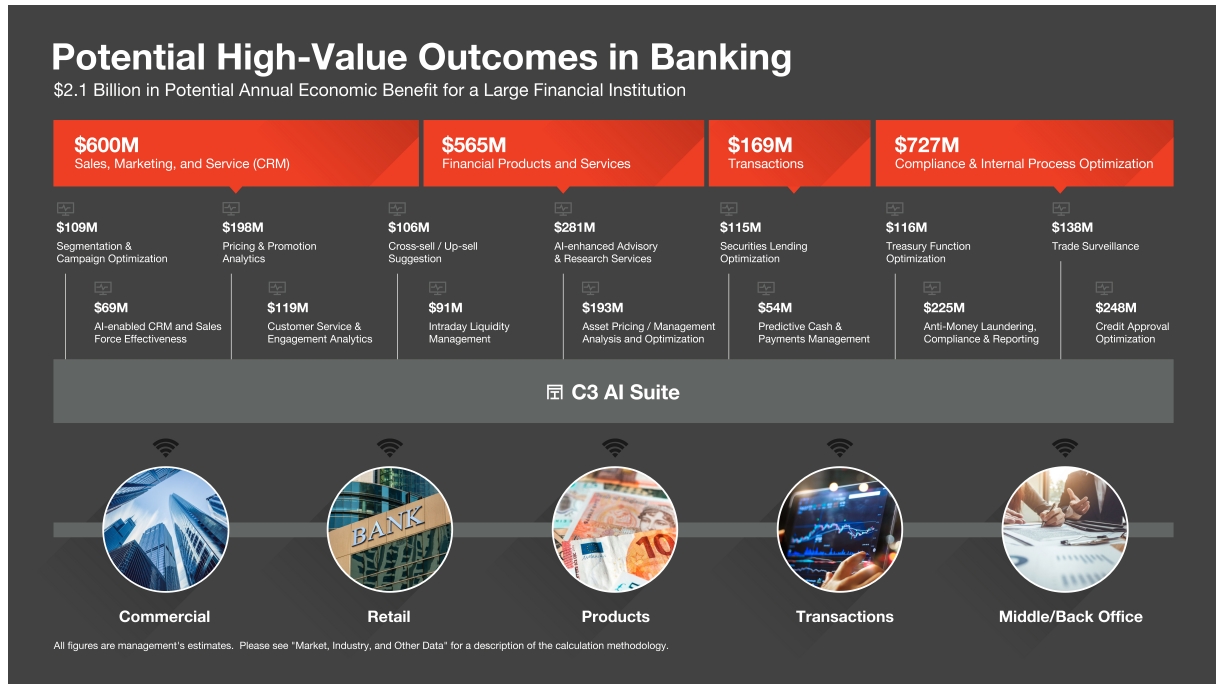 Potential High-Value Outcomes in Banking
$2.1 Billion in Potential Annual Economic Benefit for a Large Financial Institution
$600M
Sales, Marketing, and Service (CRM)
$565M
Financial Products and Services
$169M
Transactions
$727M
Compliance & Internal Process Optimization
$109M
Segmentation &
Campaign Optimization
$198M
Pricing & Promotion
Analytics
$106M
Cross-sell / Up-sell
Suggestion
$281M
AI-enhanced Advisory
& Research Services
$115M
Securities Lending
Optimization
$116M
Treasury Function
Optimization
$138M
Trade Surveillance
$69M
AI-enabled CRM and Sales
Force Effectiveness
$119M
Customer Service &
Engagement Analytics
$91M
Intraday Liquidity
Management
$193M
Asset Pricing / Management
Analysis and Optimization
$54M
Predictive Cash &
Payments Management
$225M
Anti-Money Laundering,
Compliance & Reporting
$248M
Credit Approval
Optimization
C3 AI Suite
BANK
10
Commercial
Retail
Products
Transactions
Middle/Back Office
All figures are management's estimates. Please see "Market, Industry, and Other Data" for a description of the calculation methodology.